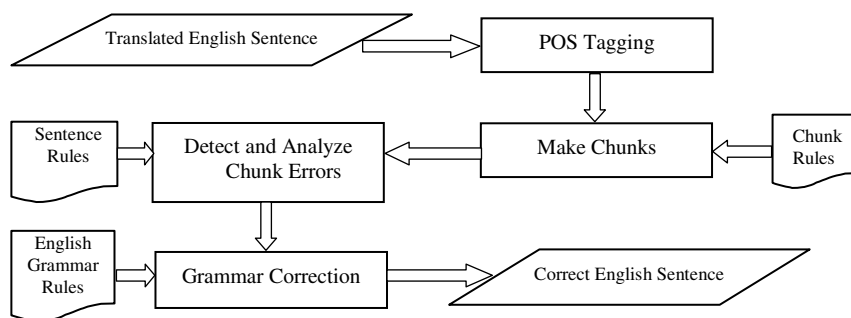 Translated English Sentence
POS Tagging
Sentence
Rules
Detect and Analyze
Chunk Errors
Make Chunks
Chunk
Rules
English
Grammar
Rules
Grammar Correction
Correct English Sentence